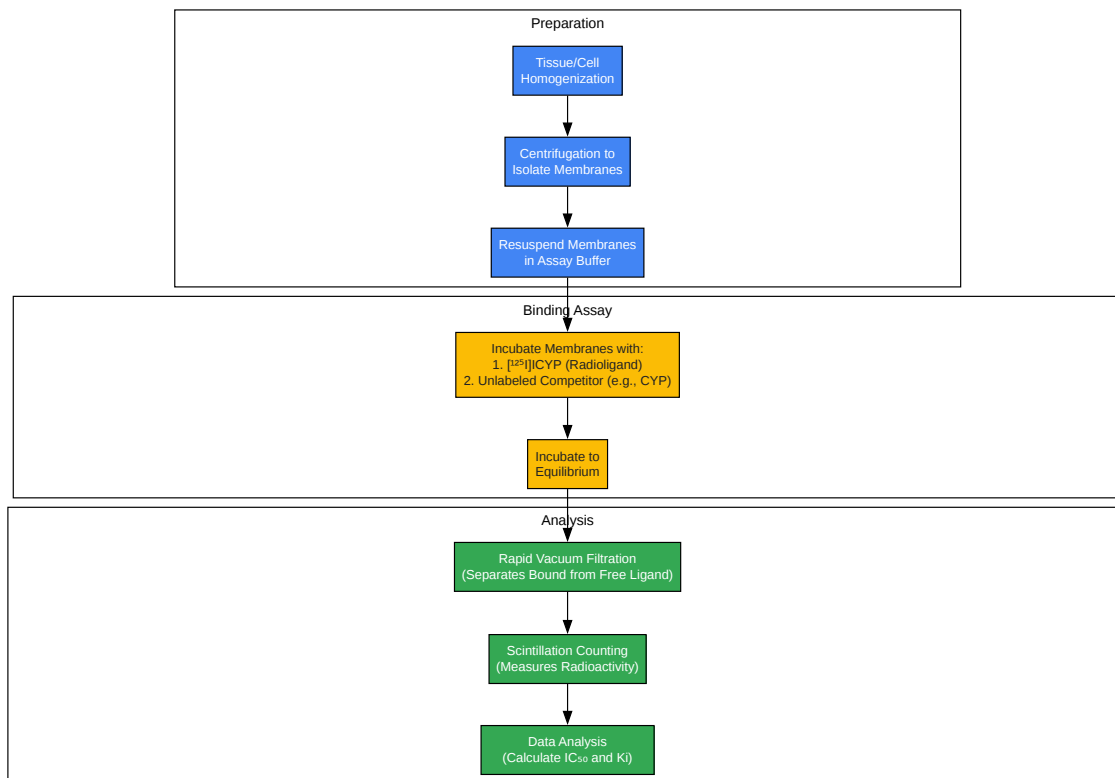 Preparation
Tissue/Cell
Homogenization
Centrifugation to
Isolate Membranes
Resuspend Membranes
in Assay Buffer
Binding Assay
Incubate Membranes with:
1. [¹²⁵I]ICYP (Radioligand)
2. Unlabeled Competitor (e.g., CYP)
Incubate to
Equilibrium
Analysis
Rapid Vacuum Filtration
(Separates Bound from Free Ligand)
Scintillation Counting
(Measures Radioactivity)
Data Analysis
(Calculate IC₅₀ and Ki)